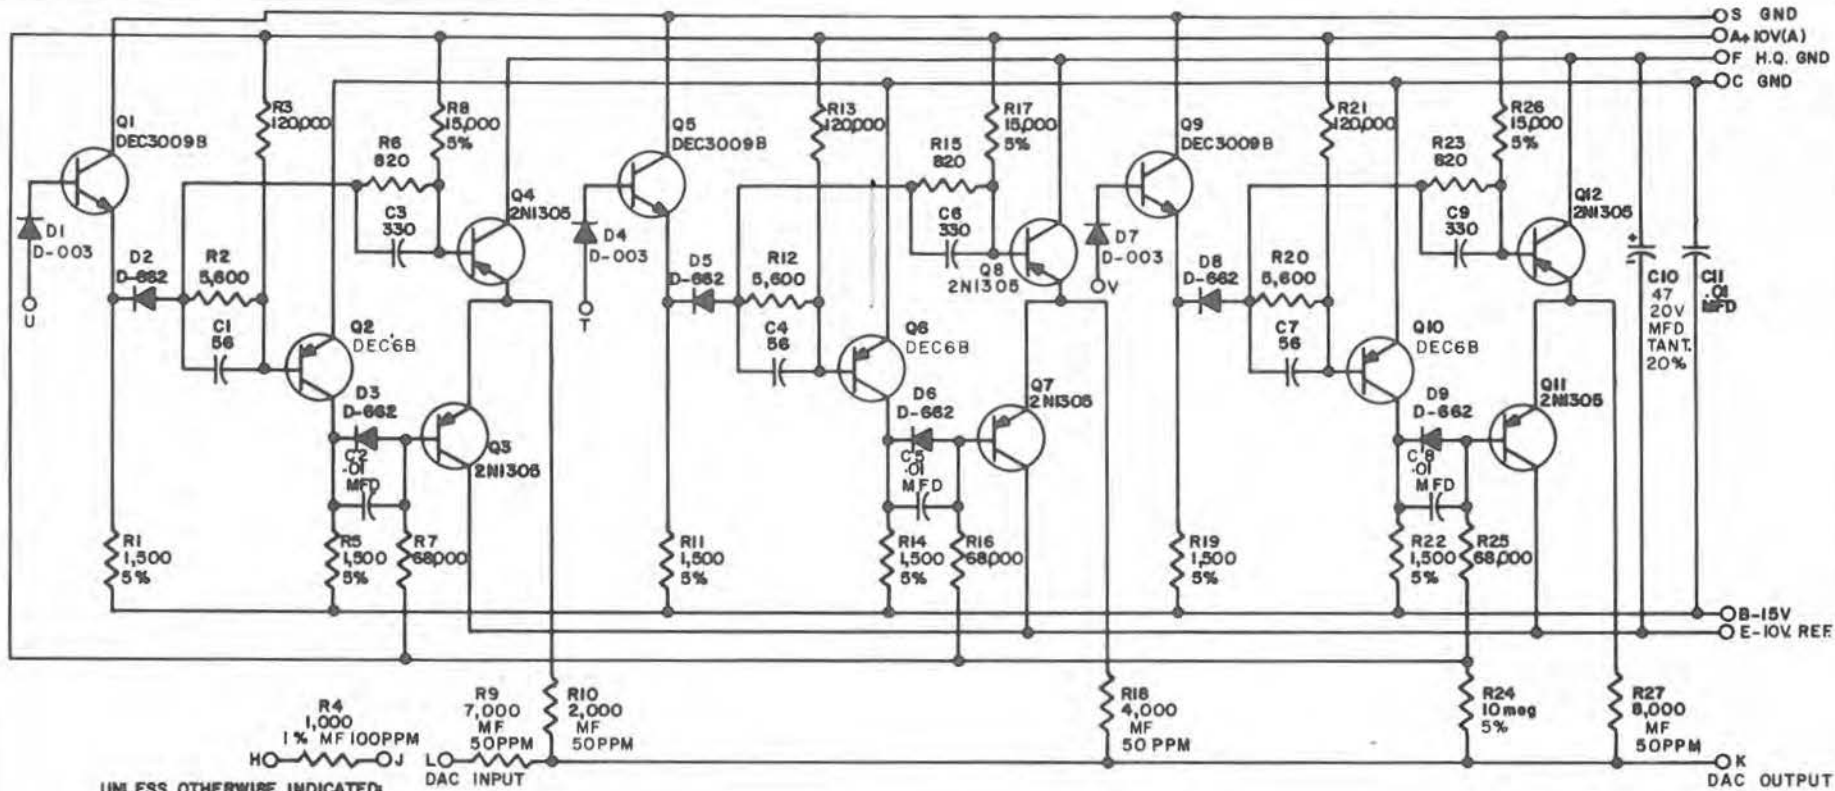 S GND
A+10V(A)
F H.Q. GND
C GND
R3
120,000
R8
15,000
5%
R13
120,000
R17
15,000
5%
R21
120,000
R26
15,000
5%
Q1
DEC3009B
R6
820
Q5
DEC3009B
R15
820
Q9
DEC3009B
R23
820
C3
330
Q4
2N1305
C6
330
Q8
2N1305
C9
330
Q12
2N1305
D1
D-003
U
D2
D-662
R2
5,600
C1
56
D4
D-003
T
D5
D-662
R12
5,600
C4
56
D7
D-003
V
D8
D-662
R20
5,600
C7
56
C10
47
20V
MFD
TANT.
20%
C11
.01
MFD
Q2
DEC6B
Q6
DEC6B
Q10
DEC6B
D3
D-662
C2
.01
MFD
Q3
2N1305
D6
D-662
C5
.01
MFD
Q7
2N1305
D9
D-662
C8
.01
MFD
Q11
2N1305
R1
1,500
5%
R5
1,500
5%
R7
68,000
R11
1,500
5%
R14
1,500
5%
R16
68,000
R19
1,500
5%
R22
1,500
5%
R25
68,000
B-15V
E-10V. REF.
R4
1,000
1% MF 100PPM
H J
R9
7,000
MF
50PPM
L
DAC INPUT
R10
2,000
MF
50PPM
R18
4,000
MF
50 PPM
R24
10 meg
5%
R27
8,000
MF
50PPM
K
DAC OUTPUT
UNLESS OTHERWISE INDICATED: